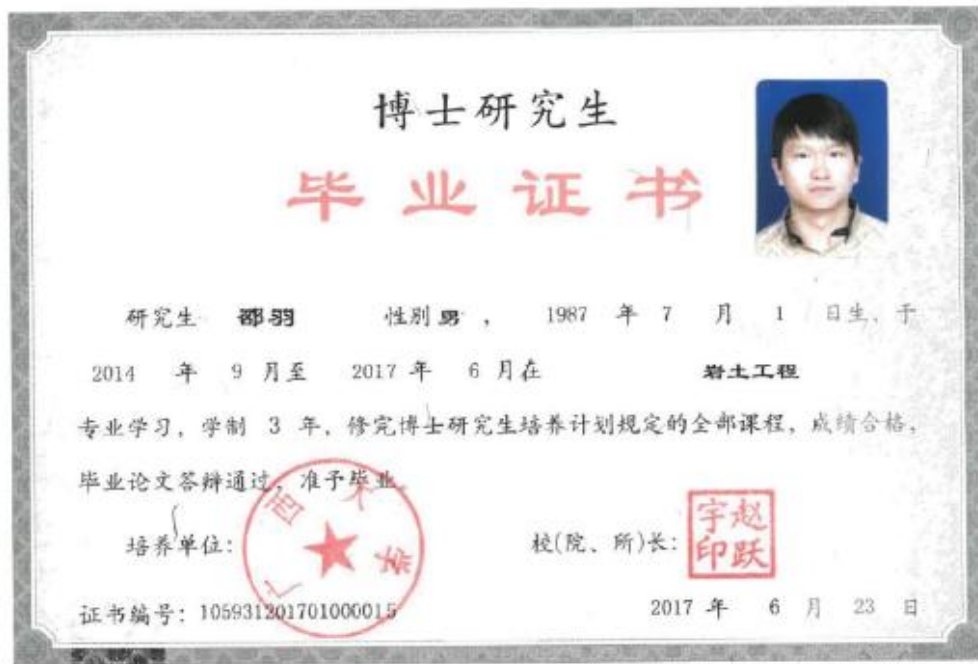 博士研究生
毕业证书
研究生 邵羽 性别 男 , 1987 年 7 月 1 日生、于
2014 年 9 月至 2017 年 6 月在 岩土工程
专业学习, 学制 3 年, 修完博士研究生培养计划规定的全部课程, 成绩合格,
毕业论文答辩通过, 准予毕业
培养单位: 广西大学 校(院、所)长: 赵跃宇印
证书编号: 105931201701000015 2017 年 6 月 23 日